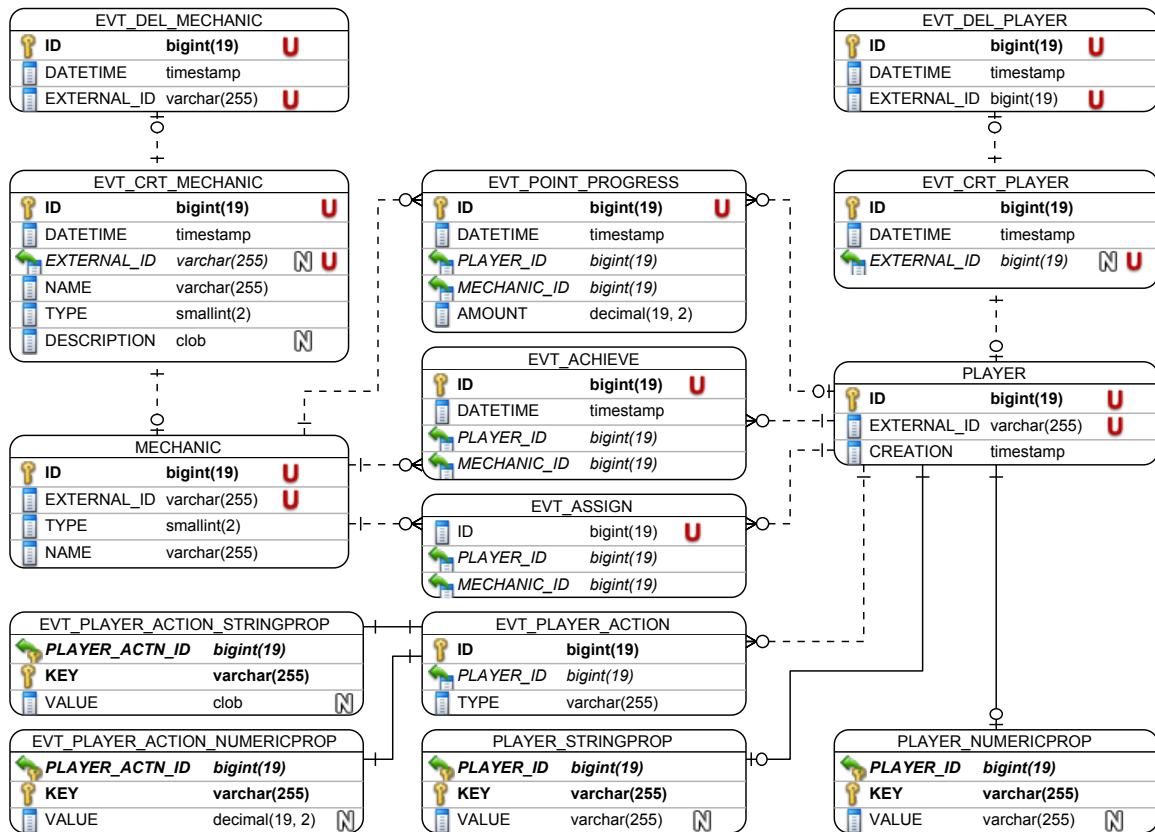 EVT_DEL_MECHANIC
ID bigint(19) U
DATETIME timestamp
EXTERNAL_ID varchar(255) U
EVT_DEL_PLAYER
ID bigint(19) U
DATETIME timestamp
EXTERNAL_ID bigint(19) U
EVT_CRT_MECHANIC
ID bigint(19) U
DATETIME timestamp
EXTERNAL_ID varchar(255) N U
NAME varchar(255)
TYPE smallint(2)
DESCRIPTION clob N
EVT_POINT_PROGRESS
ID bigint(19) U
DATETIME timestamp
PLAYER_ID bigint(19)
MECHANIC_ID bigint(19)
AMOUNT decimal(19, 2)
EVT_CRT_PLAYER
ID bigint(19)
DATETIME timestamp
EXTERNAL_ID bigint(19) N U
EVT_ACHIEVE
ID bigint(19) U
DATETIME timestamp
PLAYER_ID bigint(19)
MECHANIC_ID bigint(19)
PLAYER
ID bigint(19) U
EXTERNAL_ID varchar(255) U
CREATION timestamp
MECHANIC
ID bigint(19) U
EXTERNAL_ID varchar(255) U
TYPE smallint(2)
NAME varchar(255)
EVT_ASSIGN
ID bigint(19) U
PLAYER_ID bigint(19)
MECHANIC_ID bigint(19)
EVT_PLAYER_ACTION_STRINGPROP
PLAYER_ACTN_ID bigint(19)
KEY varchar(255)
VALUE clob N
EVT_PLAYER_ACTION
ID bigint(19)
PLAYER_ID bigint(19)
TYPE varchar(255)
EVT_PLAYER_ACTION_NUMERICPROP
PLAYER_ACTN_ID bigint(19)
KEY varchar(255)
VALUE decimal(19, 2) N
PLAYER_STRINGPROP
PLAYER_ID bigint(19)
KEY varchar(255)
VALUE varchar(255) N
PLAYER_NUMERICPROP
PLAYER_ID bigint(19)
KEY varchar(255)
VALUE varchar(255) N